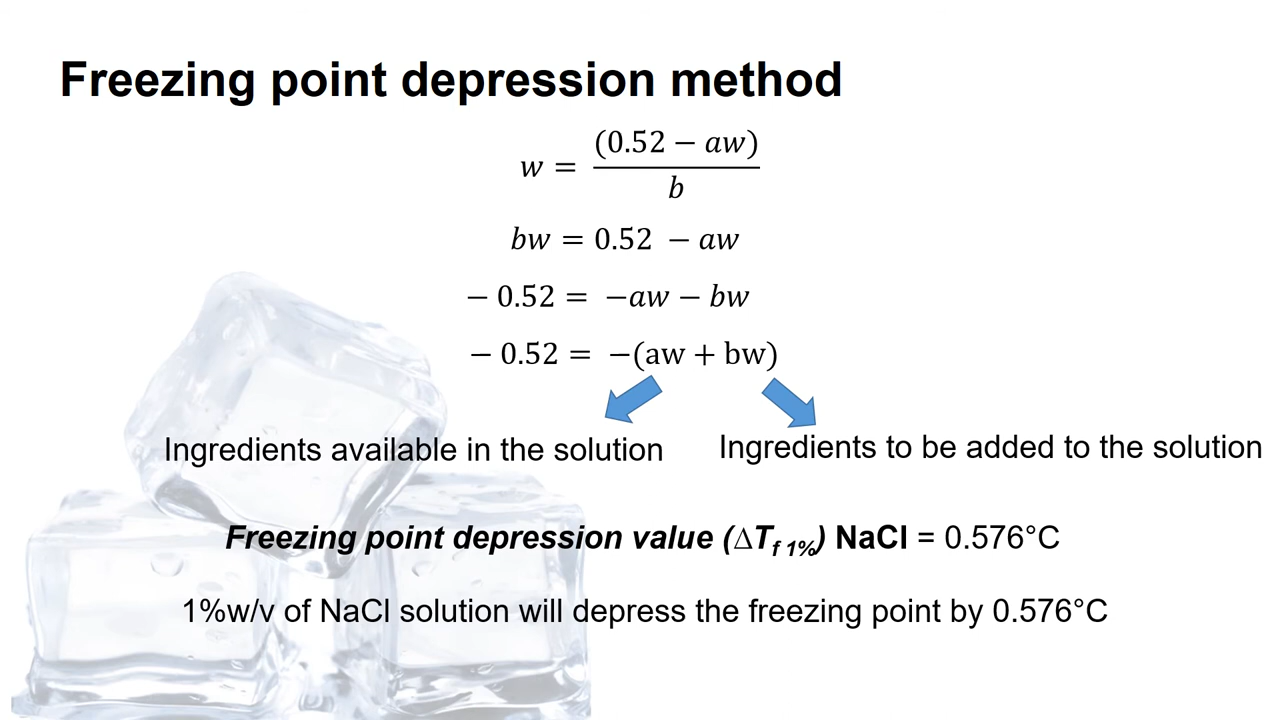 Freezing point depression method
w = (0.52 − aw) / b
bw = 0.52 − aw
− 0.52 = −aw − bw
− 0.52 = −(aw + bw)
Ingredients available in the solution
Ingredients to be added to the solution
Freezing point depression value (∆Tf 1%) NaCl = 0.576°C
1%w/v of NaCl solution will depress the freezing point by 0.576°C